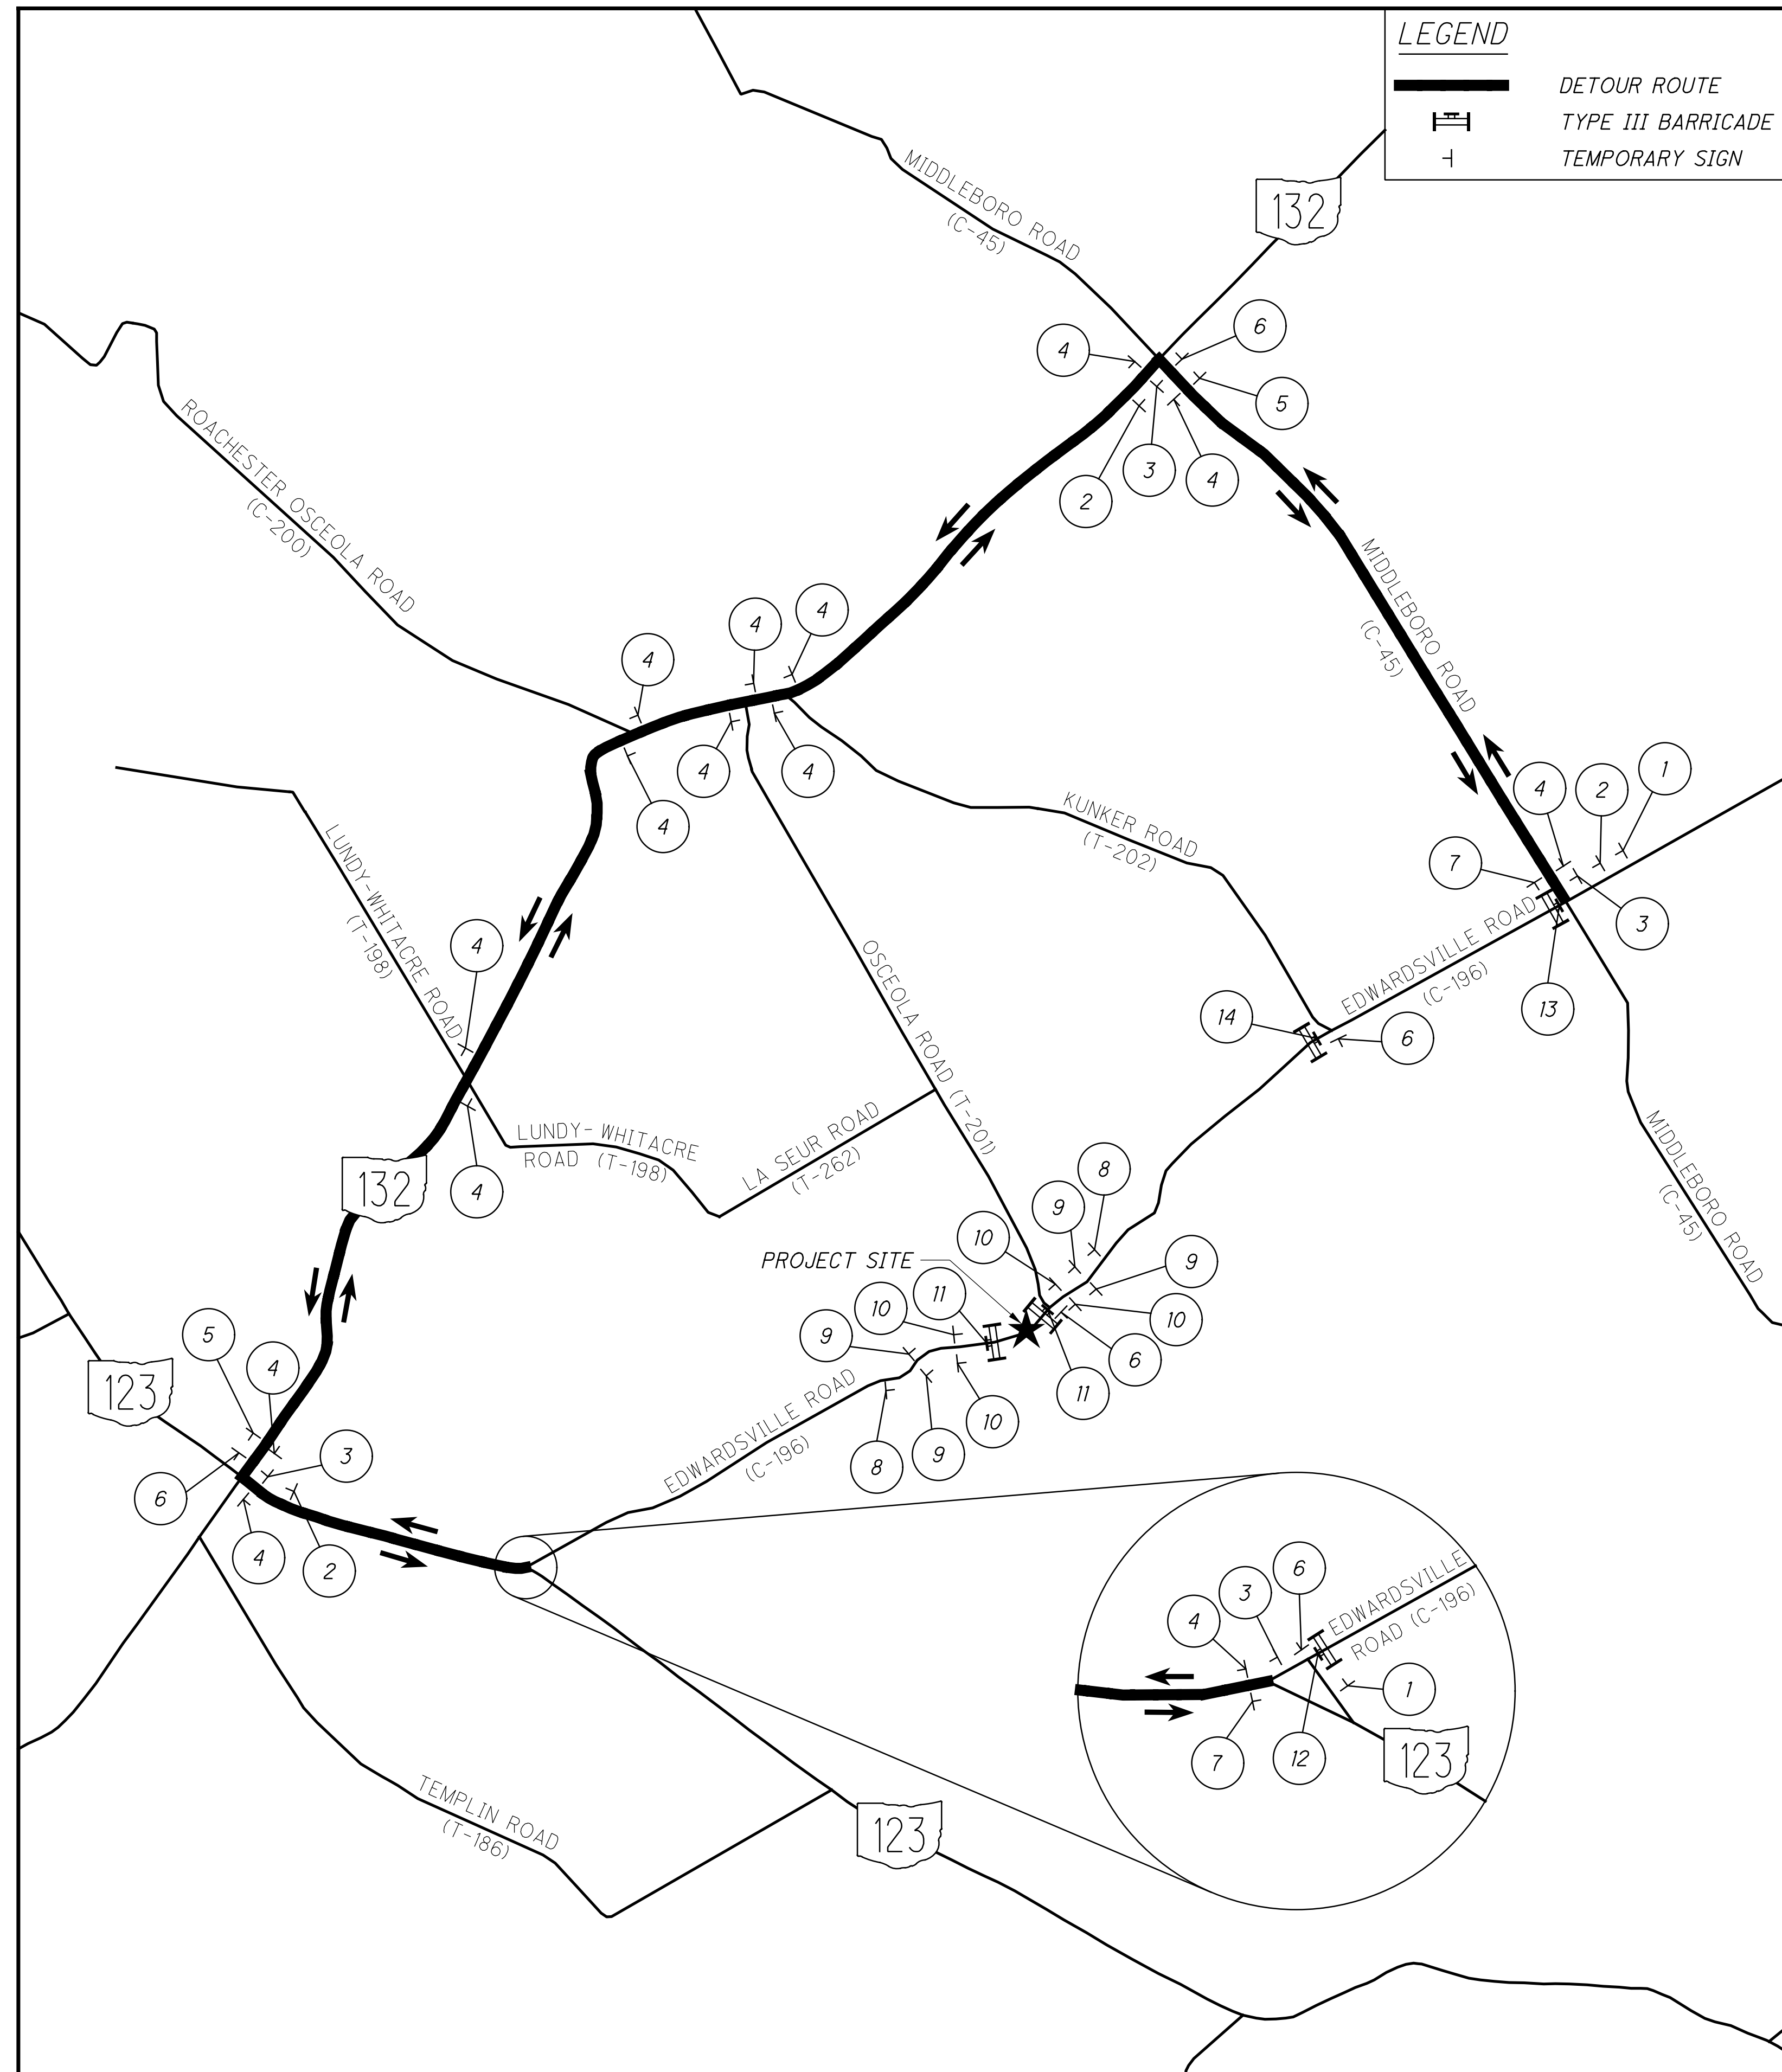 LEGEND
DETOUR ROUTE
TYPE III BARRICADE
TEMPORARY SIGN
MIDDLEBORO ROAD
(C-45)
132
6
4
5
3
4
2
ROACHESTER OSCEOLA ROAD
(C-200)
MIDDLEBORO ROAD
(C-45)
4
4
4
4
4
4
KUNKER ROAD
(T-202)
1
4
2
7
3
EDWARDSVILLE ROAD
(C-196)
13
LUNDY-WHITACRE ROAD
(T-198)
4
OSCEOLA ROAD (T-201)
14
6
LUNDY-WHITACRE
ROAD (T-198)
LA SEUR ROAD
(T-262)
132
4
8
9
10
9
MIDDLEBORO ROAD
(C-45)
PROJECT SITE
11
10
9
10
6
11
10
9
8
EDWARDSVILLE ROAD
(C-196)
5
4
123
3
6
4
2
EDWARDSVILLE
ROAD (C-196)
6
3
4
1
7
12
123
TEMPLIN ROAD
(T-186)
123